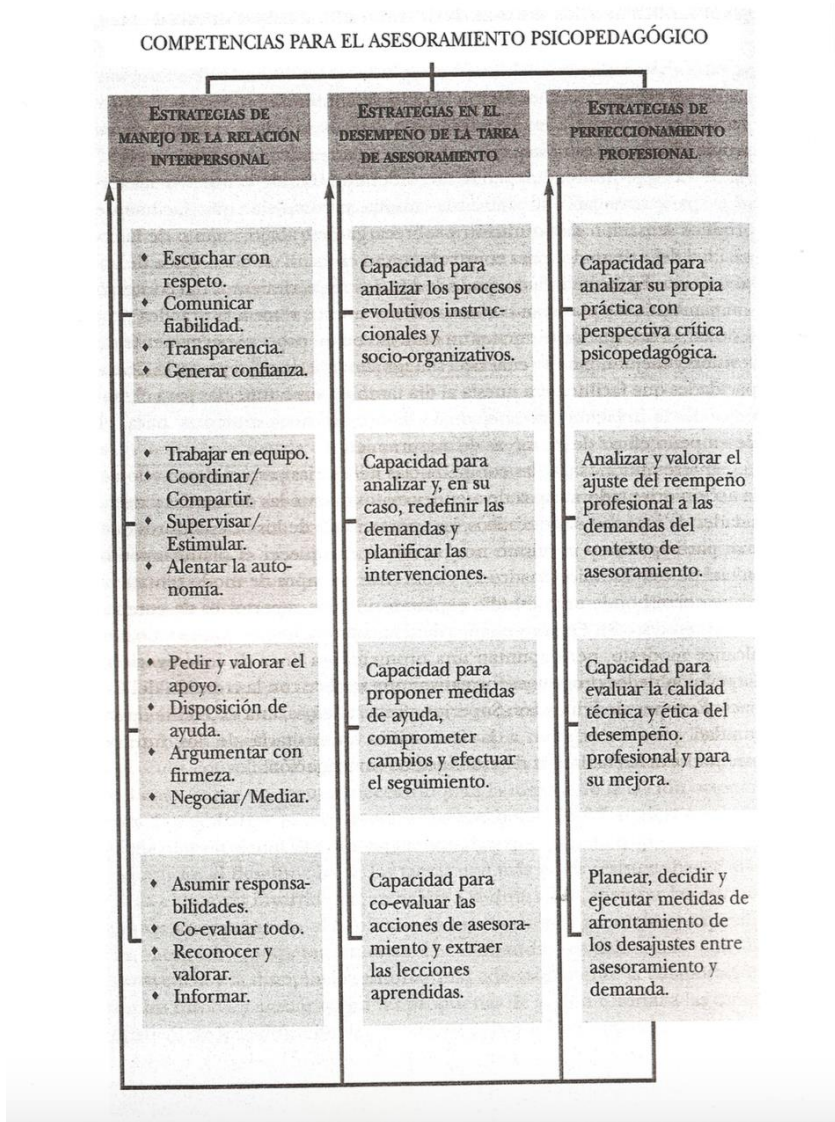 COMPETENCIAS PARA EL ASESORAMIENTO PSICOPEDAGÓGICO
ESTRATEGIAS DE
MANEJO DE LA RELACIÓN
INTERPERSONAL
♦ Escuchar con
respeto.
♦ Comunicar
fiabilidad.
♦ Transparencia.
♦ Generar confianza.
♦ Trabajar en equipo.
♦ Coordinar/
Compartir.
♦ Supervisar/
Estimular.
♦ Alentar la auto-
nomía.
♦ Pedir y valorar el
apoyo.
♦ Disposición de
ayuda.
♦ Argumentar con
firmeza.
♦ Negociar/Mediar.
♦ Asumir responsa-
bilidades.
♦ Co-evaluar todo.
♦ Reconocer y
valorar.
♦ Informar.
ESTRATEGIAS EN EL
DESEMPEÑO DE LA TAREA
DE ASESORAMIENTO
Capacidad para
analizar los procesos
evolutivos instruc-
cionales y
socio-organizativos.
Capacidad para
analizar y, en su
caso, redefinir las
demandas y
planificar las
intervenciones.
Capacidad para
proponer medidas
de ayuda,
comprometer
cambios y efectuar
el seguimiento.
Capacidad para
co-evaluar las
acciones de asesora-
miento y extraer
las lecciones
aprendidas.
ESTRATEGIAS DE
PERFECCIONAMIENTO
PROFESIONAL
Capacidad para
analizar su propia
práctica con
perspectiva crítica
psicopedagógica.
Analizar y valorar el
ajuste del reempeño
profesional a las
demandas del
contexto de
asesoramiento.
Capacidad para
evaluar la calidad
técnica y ética del
desempeño.
profesional y para
su mejora.
Planear, decidir y
ejecutar medidas de
afrontamiento de
los desajustes entre
asesoramiento y
demanda.